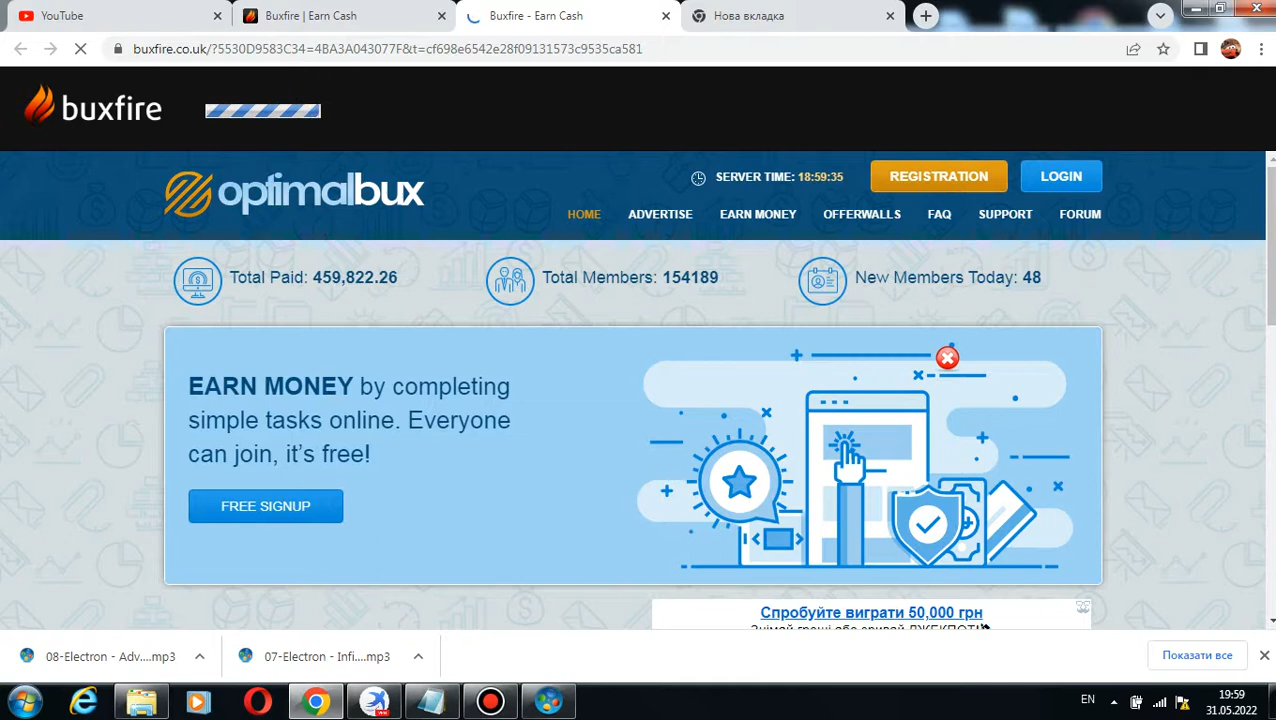 YouTube
Buxfire | Earn Cash
Buxfire - Earn Cash
Нова вкладка
buxfire.co.uk/?5530D9583C34=4BA3A043077F&t=cf698e6542e28f09131573c9535ca581
buxfire
optimalbux
SERVER TIME: 18:59:35
REGISTRATION
LOGIN
HOME ADVERTISE EARN MONEY OFFERWALLS FAQ SUPPORT FORUM
Total Paid: 459,822.26
Total Members: 154189
New Members Today: 48
EARN MONEY by completing
simple tasks online. Everyone
can join, it's free!
FREE SIGNUP
Спробуйте виграти 50,000 грн
08-Electron - Adv....mp3
07-Electron - Infi....mp3
Показати все
EN
19:59
31.05.2022